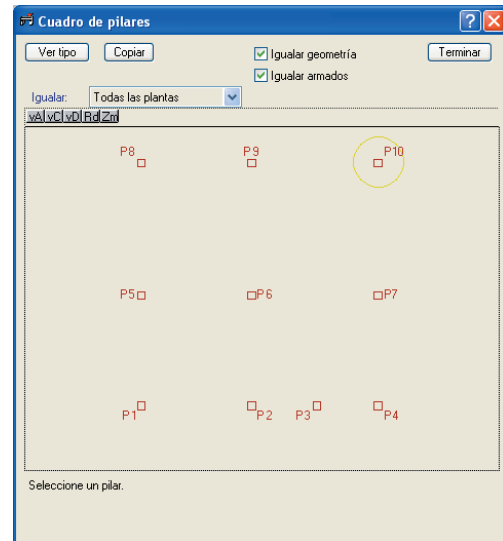 Cuadro de pilares
Ver tipo Copiar Igualar geometría Terminar
Igualar armados
Igualar: Todas las plantas
vA vC vD Rd Zm
P8 P9 P10
P5 P6 P7
P1 P2 P3 P4
Seleccione un pilar.